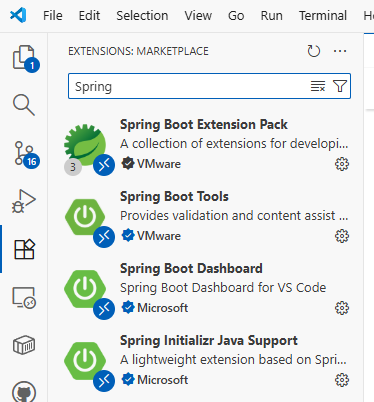 File Edit Selection View Go Run Terminal
EXTENSIONS: MARKETPLACE
1
Spring
Spring Boot Extension Pack
A collection of extensions for developi...
3
VMware
16
Spring Boot Tools
Provides validation and content assist ...
VMware
Spring Boot Dashboard
Spring Boot Dashboard for VS Code
Microsoft
Spring Initializr Java Support
A lightweight extension based on Spri...
Microsoft